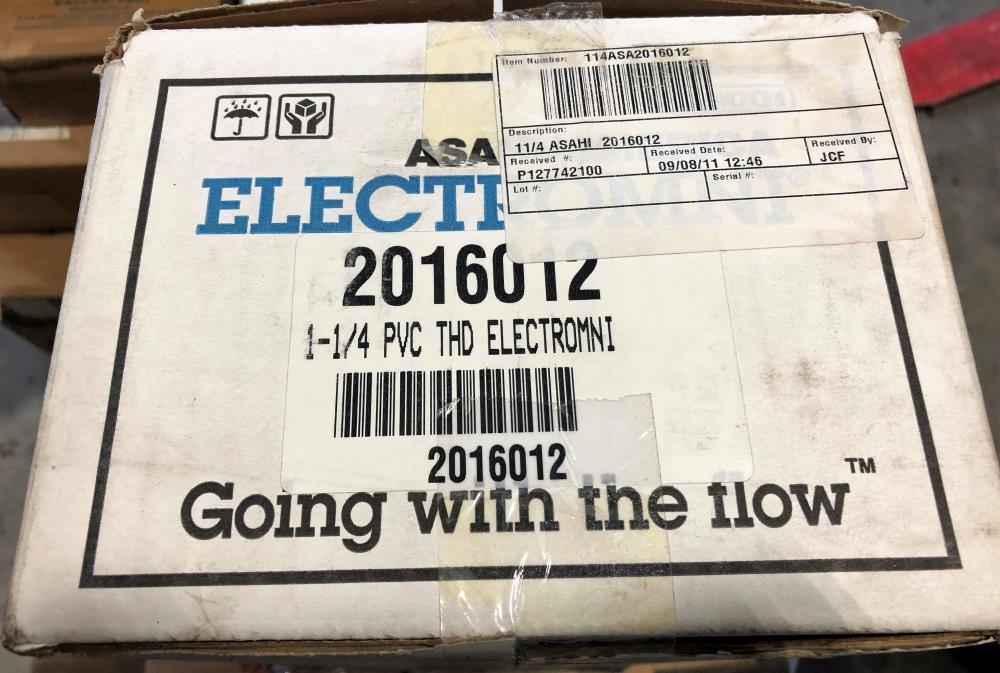 Item Number: 114ASA2016012
Description:
11/4 ASAHI 2016012
Received #:
P127742100
Received Date:
09/08/11 12:46
Received By:
JCF
Lot #:
Serial #:
ASA
ELECTROMNI®
2016012
1-1/4 PVC THD ELECTROMNI
2016012
Going with the flow™